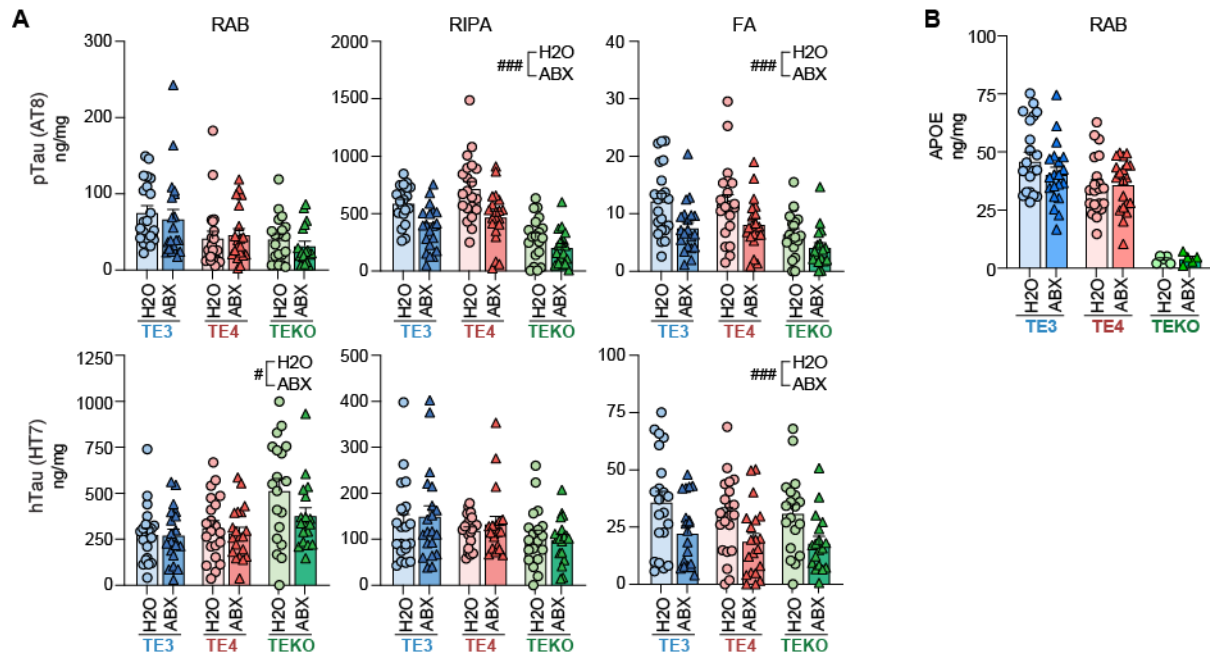 A
RAB
RIPA
FA
B
RAB
pTau (AT8)
ng/mg
300
200
100
0
H2O
ABX
H2O
ABX
H2O
ABX
TE3
TE4
TEKO
2000
1500
1000
500
0
###
H2O
ABX
H2O
ABX
H2O
ABX
H2O
ABX
TE3
TE4
TEKO
40
30
20
10
0
###
H2O
ABX
H2O
ABX
H2O
ABX
H2O
ABX
TE3
TE4
TEKO
APOE
ng/mg
100
75
50
25
0
H2O
ABX
H2O
ABX
H2O
ABX
TE3
TE4
TEKO
hTau (HT7)
ng/mg
1250
1000
750
500
250
0
#
H2O
ABX
H2O
ABX
H2O
ABX
H2O
ABX
TE3
TE4
TEKO
500
400
300
200
100
0
H2O
ABX
H2O
ABX
H2O
ABX
TE3
TE4
TEKO
100
75
50
25
0
###
H2O
ABX
H2O
ABX
H2O
ABX
H2O
ABX
TE3
TE4
TEKO